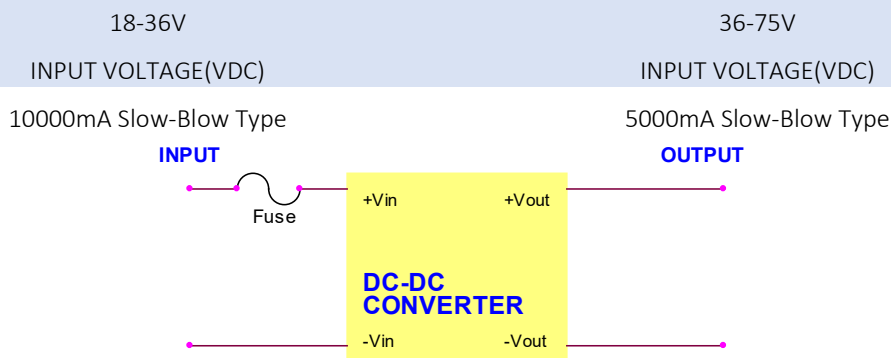 18-36V 36-75V
INPUT VOLTAGE(VDC) INPUT VOLTAGE(VDC)
10000mA Slow-Blow Type 5000mA Slow-Blow Type
INPUT OUTPUT
+Vin +Vout
Fuse
DC-DC
CONVERTER
-Vin -Vout